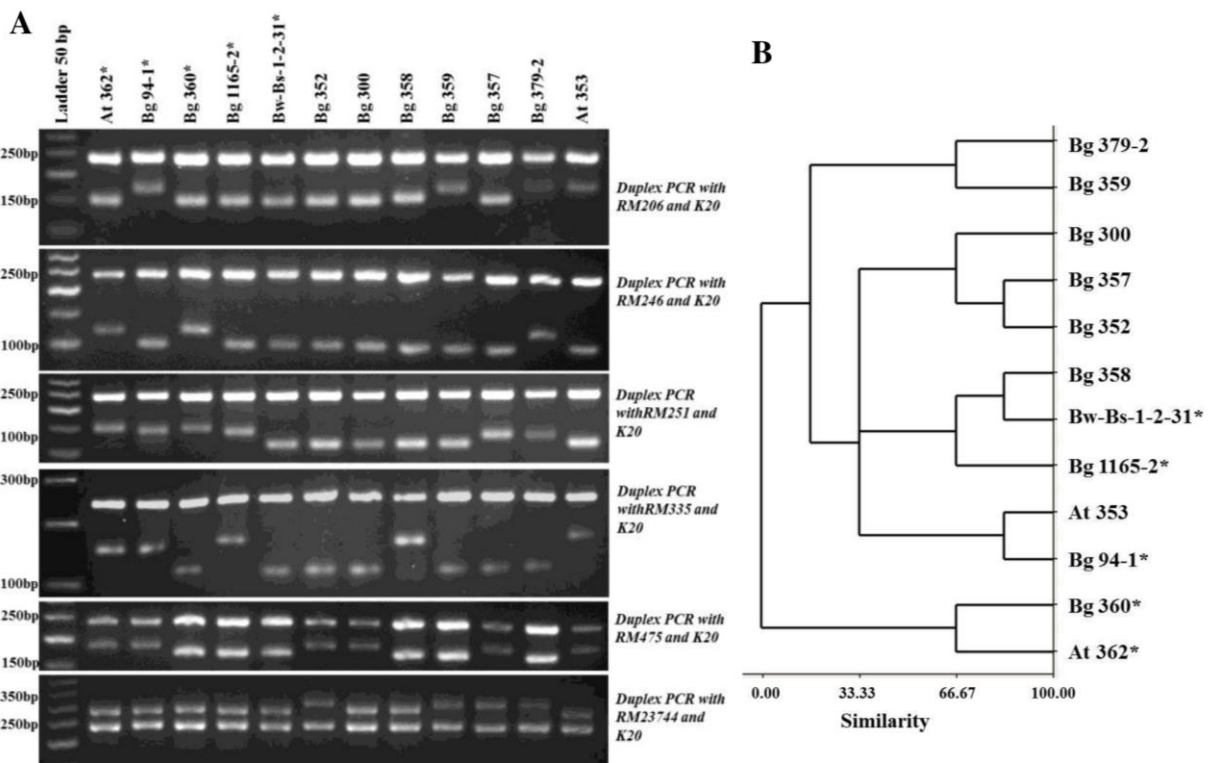 A
B
Ladder 50 bp
At 362*
Bg 94-1*
Bg 360*
Bg 1165-2*
Bw-Bs-1-2-31*
Bg 352
Bg 300
Bg 358
Bg 359
Bg 357
Bg 379-2
At 353
250bp
150bp
Duplex PCR with
RM206 and K20
250bp
100bp
Duplex PCR with
RM246 and K20
250bp
100bp
Duplex PCR
withRM251 and
K20
300bp
100bp
Duplex PCR
withRM335 and
K20
250bp
150bp
Duplex PCR with
RM475 and K20
350bp
250bp
Duplex PCR with
RM23744 and
K20
Bg 379-2
Bg 359
Bg 300
Bg 357
Bg 352
Bg 358
Bw-Bs-1-2-31*
Bg 1165-2*
At 353
Bg 94-1*
Bg 360*
At 362*
0.00 33.33 66.67 100.00
Similarity